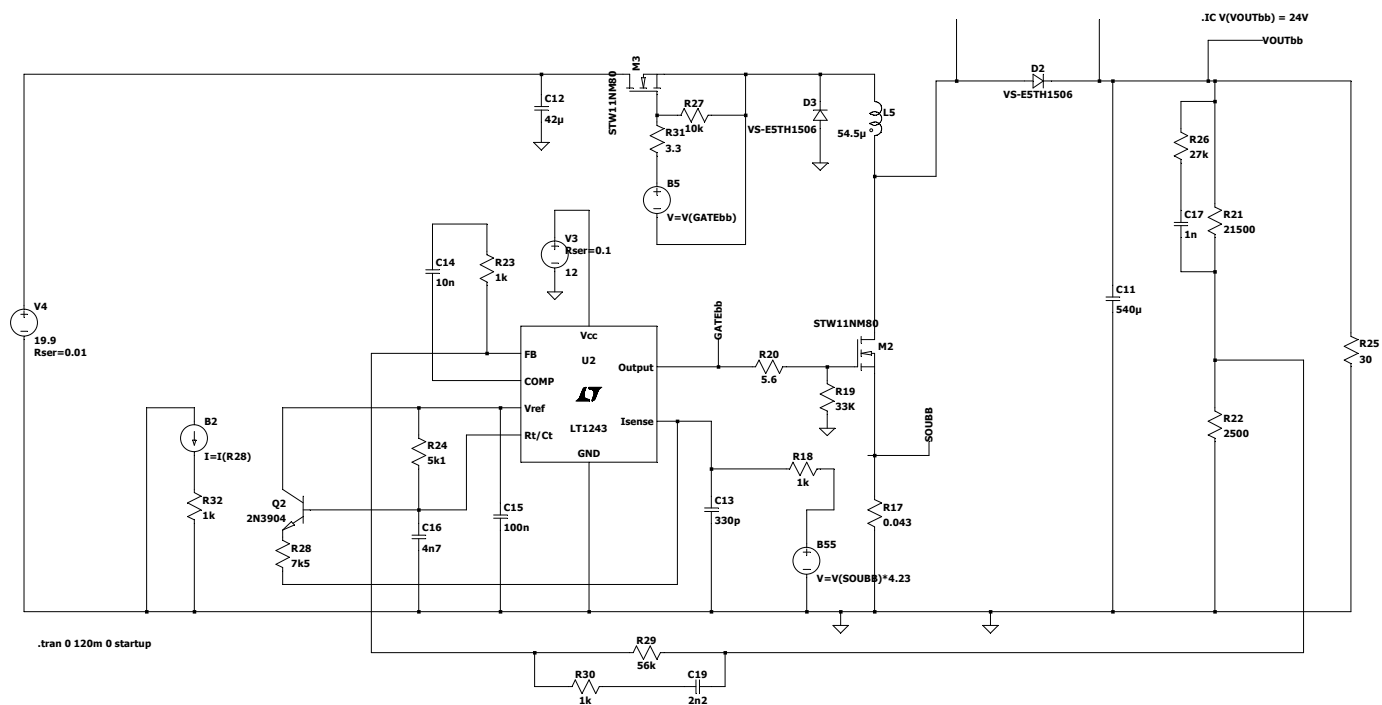 .IC V(VOUTbb) = 24V
VOUTbb
M3
STW11NM80
C12
42µ
R27
10k
R31
3.3
B5
V=V(GATEbb)
D3
VS-E5TH1506
L5
54.5µ
D2
VS-E5TH1506
R26
27k
C17
1n
R21
21500
C11
540µ
R25
30
R22
2500
V4
19.9
Rser=0.01
C14
10n
R23
1k
V3
Rser=0.1
12
Vcc
U2
FB
COMP
Vref
Rt/Ct
GND
Output
Isense
LT1243
GATEbb
R20
5.6
STW11NM80
M2
R19
33K
SOUBB
R18
1k
R17
0.043
C13
330p
B55
V=V(SOUBB)*4.23
B2
I=I(R28)
R32
1k
Q2
2N3904
R28
7k5
R24
5k1
C16
4n7
C15
100n
.tran 0 120m 0 startup
R29
56k
R30
1k
C19
2n2